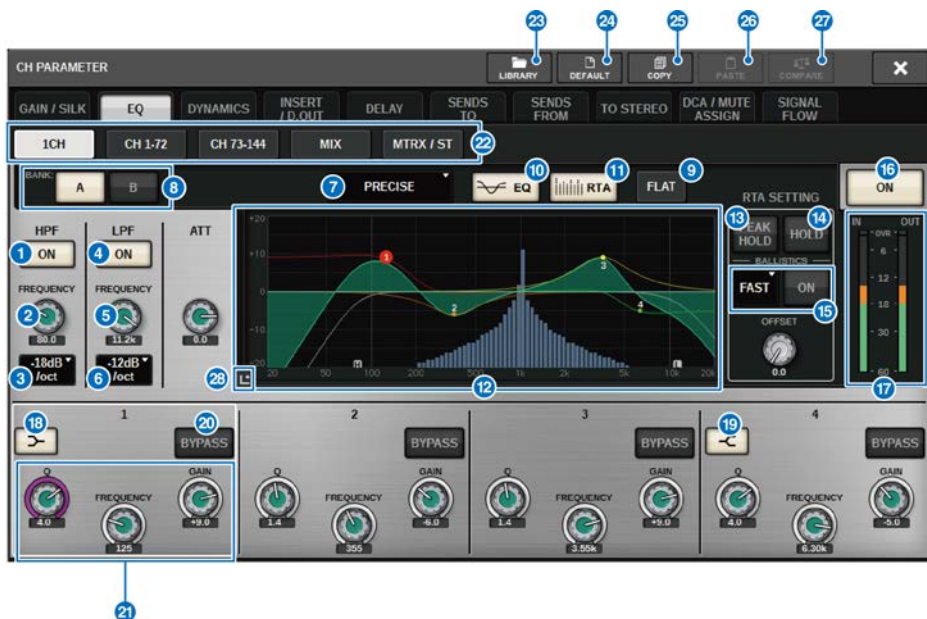 23 24 25 26 27
CH PARAMETER
LIBRARY DEFAULT COPY PASTE COMPARE ×
GAIN / SILK EQ DYNAMICS INSERT / D.OUT DELAY SENDS TO SENDS FROM TO STEREO DCA / MUTE ASSIGN SIGNAL FLOW
1CH CH 1-72 CH 73-144 MIX MTRX / ST 22
BANK: A B 8 7 PRECISE 10 EQ 11 RTA 9 FLAT 16 ON
RTA SETTING
HPF LPF ATT
1 ON 4 ON
13 PEAK HOLD 14 HOLD
BALLISTICS
FAST ON 15
OFFSET
0.0
IN OUT
OVR
6
12
18
30
60
17
FREQUENCY FREQUENCY
2 5
80.0 11.2k 0.0
-18dB /oct -12dB /oct
3 6
+20
+10
0
-10
-20
1 2 3 4
H L
20 50 100 200 500 1k 2k 5k 10k 20k
28 L 12
1 2 3 4
18 20 BYPASS BYPASS BYPASS 19 BYPASS
Q FREQUENCY GAIN Q FREQUENCY GAIN Q FREQUENCY GAIN Q FREQUENCY GAIN
4.0 125 +9.0 1.4 355 -6.0 1.4 3.55k +9.0 4.0 6.30k -5.0
21